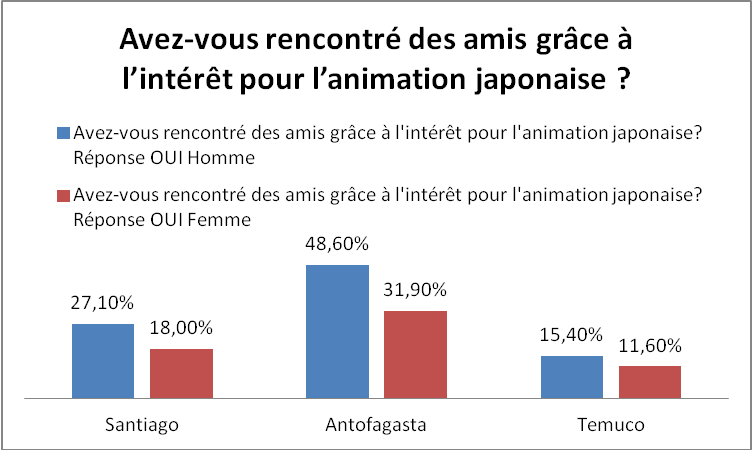 Avez-vous rencontré des amis grâce à
l’intérêt pour l’animation japonaise ?
Avez-vous rencontré des amis grâce à l'intérêt pour l'animation japonaise?
Réponse OUI Homme
Avez-vous rencontré des amis grâce à l'intérêt pour l'animation japonaise?
Réponse OUI Femme
48,60%
31,90%
27,10%
18,00%
15,40%
11,60%
Santiago
Antofagasta
Temuco